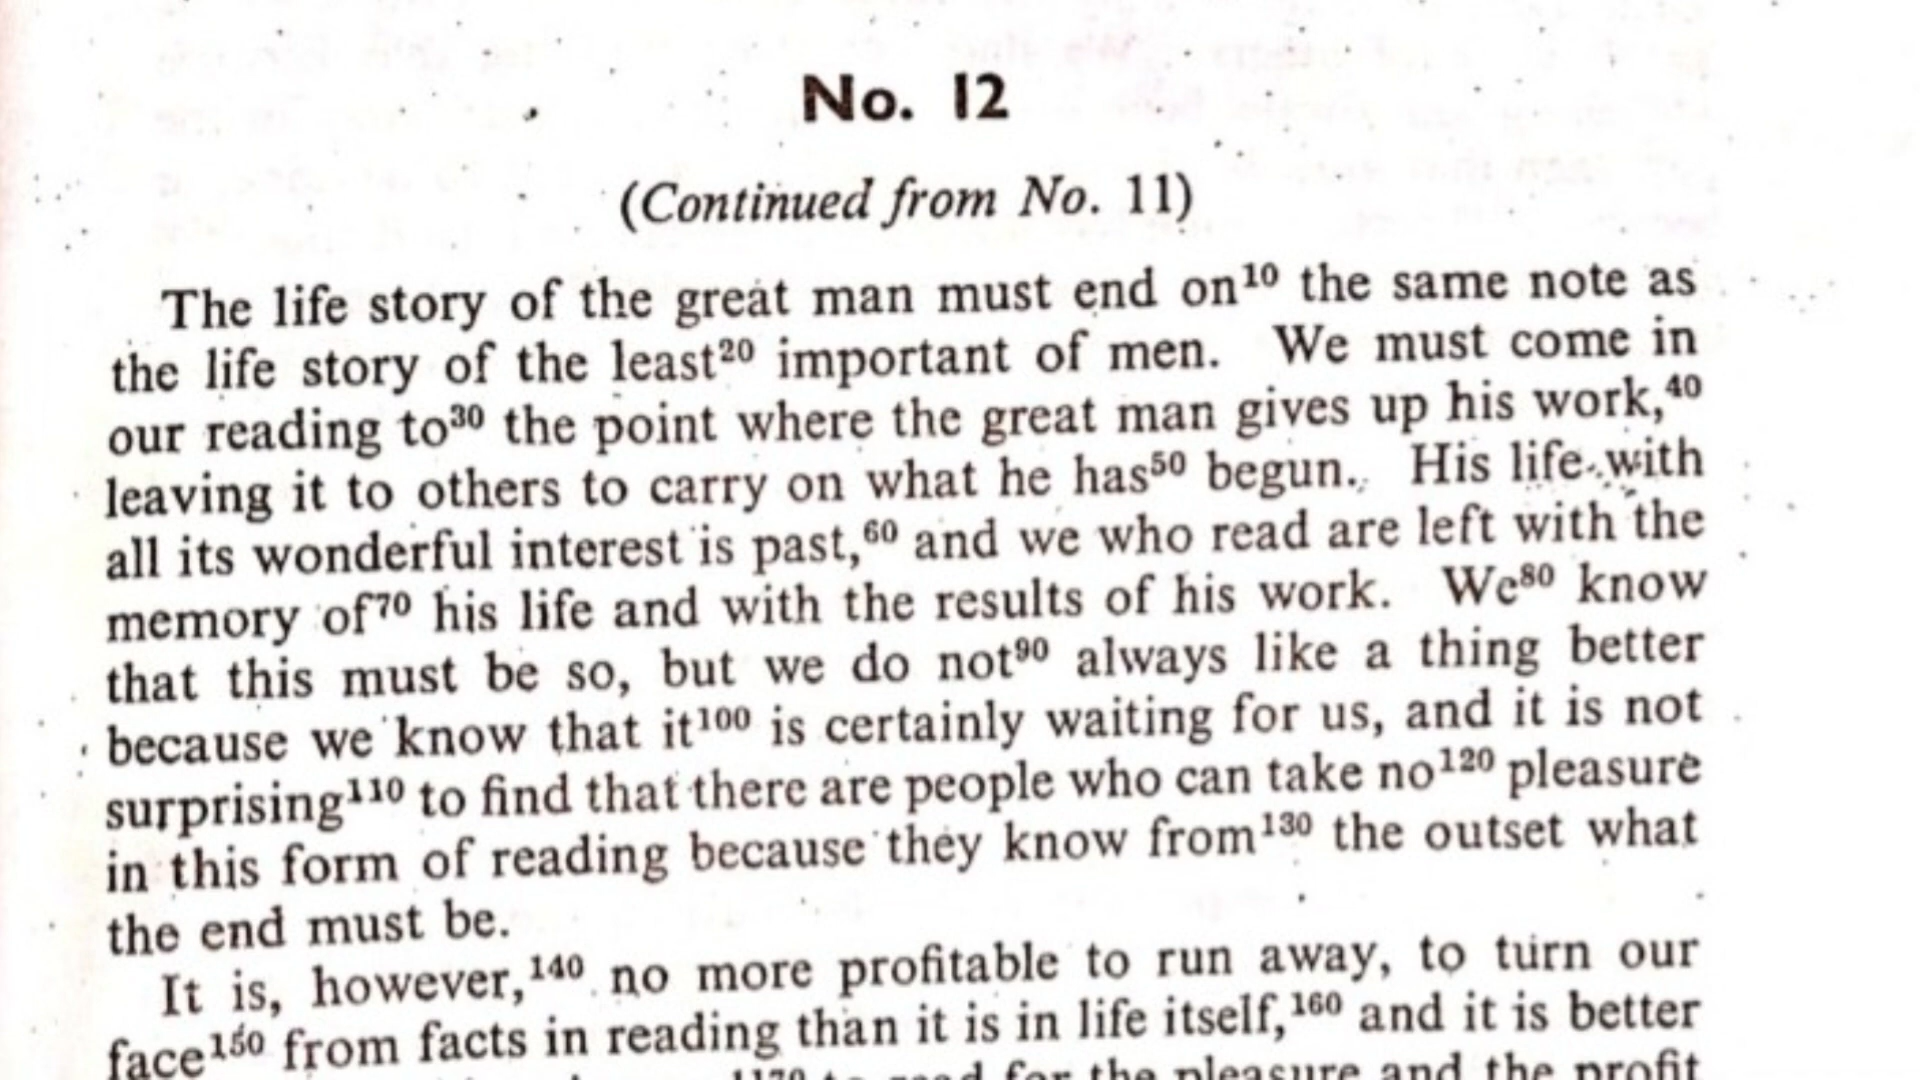 No. 12
(Continued from No. 11)
The life story of the great man must end on¹⁰ the same note as
the life story of the least²⁰ important of men. We must come in
our reading to³⁰ the point where the great man gives up his work,⁴⁰
leaving it to others to carry on what he has⁵⁰ begun. His life with
all its wonderful interest is past,⁶⁰ and we who read are left with the
memory of⁷⁰ his life and with the results of his work. We⁸⁰ know
that this must be so, but we do not⁹⁰ always like a thing better
because we know that it¹⁰⁰ is certainly waiting for us, and it is not
surprising¹¹⁰ to find that there are people who can take no¹²⁰ pleasure
in this form of reading because they know from¹³⁰ the outset what
the end must be.
It is, however,¹⁴⁰ no more profitable to run away, to turn our
face¹⁵⁰ from facts in reading than it is in life itself,¹⁶⁰ and it is better
¹⁷⁰ to read for the pleasure and the profit